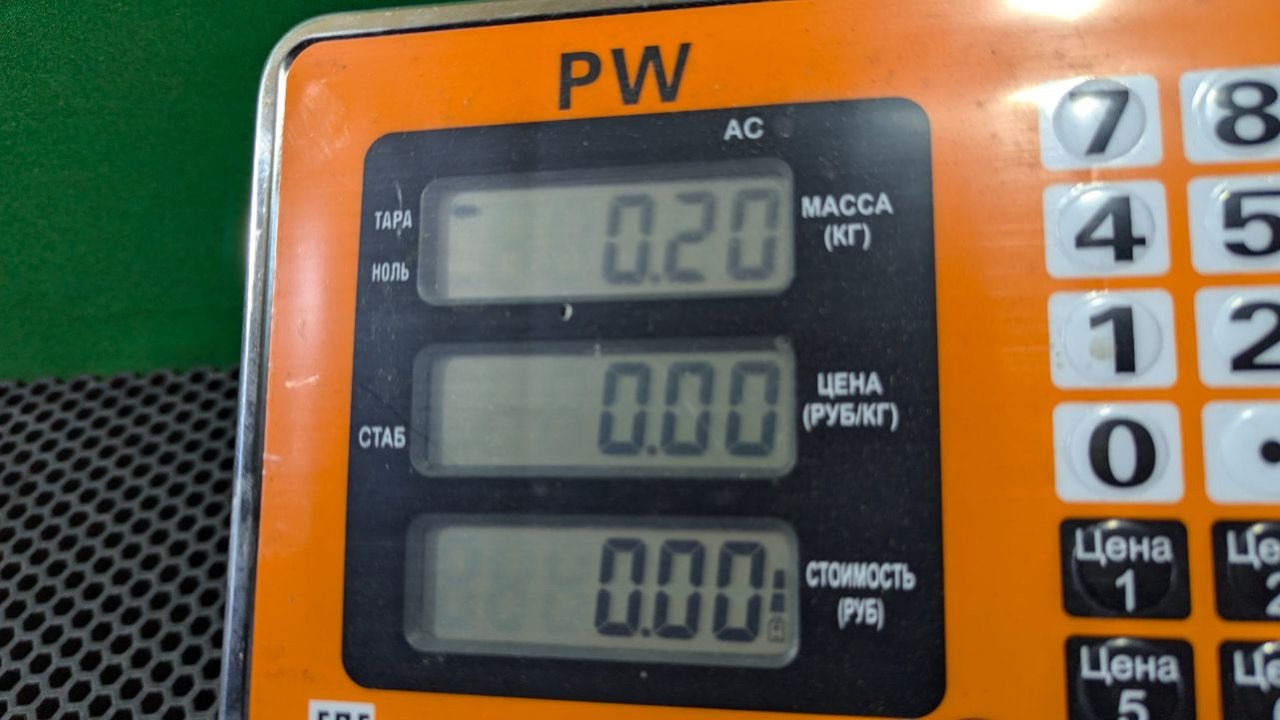 PW
AC
ТАРА
0.20
МАССА
(КГ)
НОЛЬ
0.00
ЦЕНА
(РУБ/КГ)
СТАБ
0.00
СТОИМОСТЬ
(РУБ)
7 8
4 5
1 2
0 .
Цена
1
Цена
5